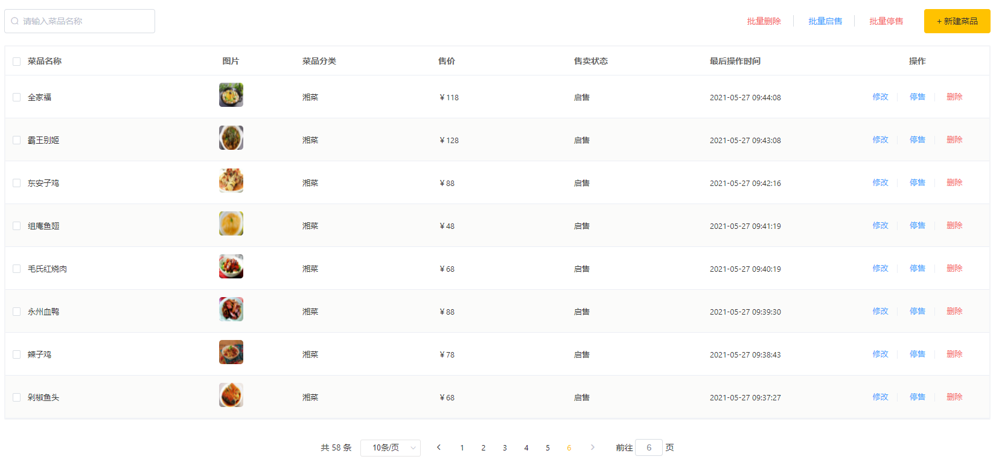 请输入菜品名称 批量删除 批量启售 批量停售 + 新建菜品
菜品名称 图片 菜品分类 售价 售卖状态 最后操作时间 操作
全家福 湘菜 ￥118 启售 2021-05-27 09:44:08 修改 停售 删除
霸王别姬 湘菜 ￥128 启售 2021-05-27 09:43:08 修改 停售 删除
东安子鸡 湘菜 ￥88 启售 2021-05-27 09:42:16 修改 停售 删除
组庵鱼翅 湘菜 ￥48 启售 2021-05-27 09:41:19 修改 停售 删除
毛氏红烧肉 湘菜 ￥68 启售 2021-05-27 09:40:19 修改 停售 删除
永州血鸭 湘菜 ￥88 启售 2021-05-27 09:39:30 修改 停售 删除
辣子鸡 湘菜 ￥78 启售 2021-05-27 09:38:43 修改 停售 删除
剁椒鱼头 湘菜 ￥68 启售 2021-05-27 09:37:27 修改 停售 删除
共 58 条 10条/页 1 2 3 4 5 6 前往 6 页